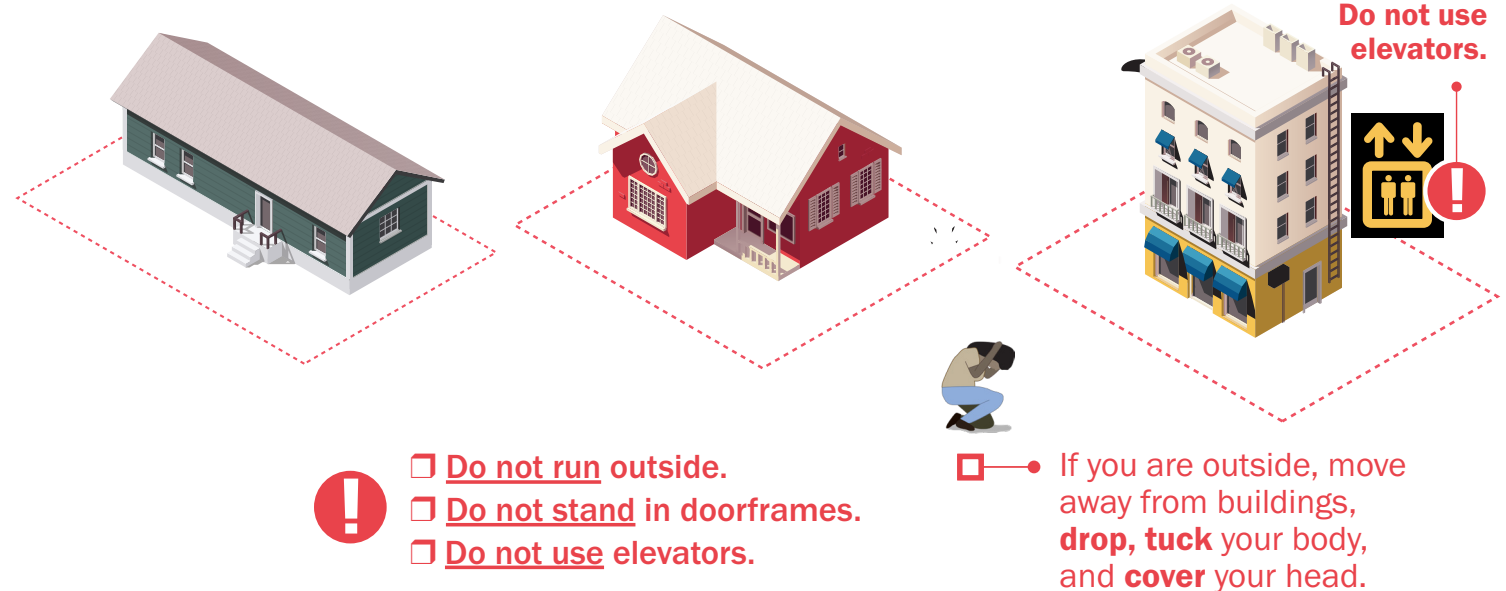 Do not use
elevators.
Do not run outside.
Do not stand in doorframes.
Do not use elevators.
If you are outside, move
away from buildings,
drop, tuck your body,
and cover your head.